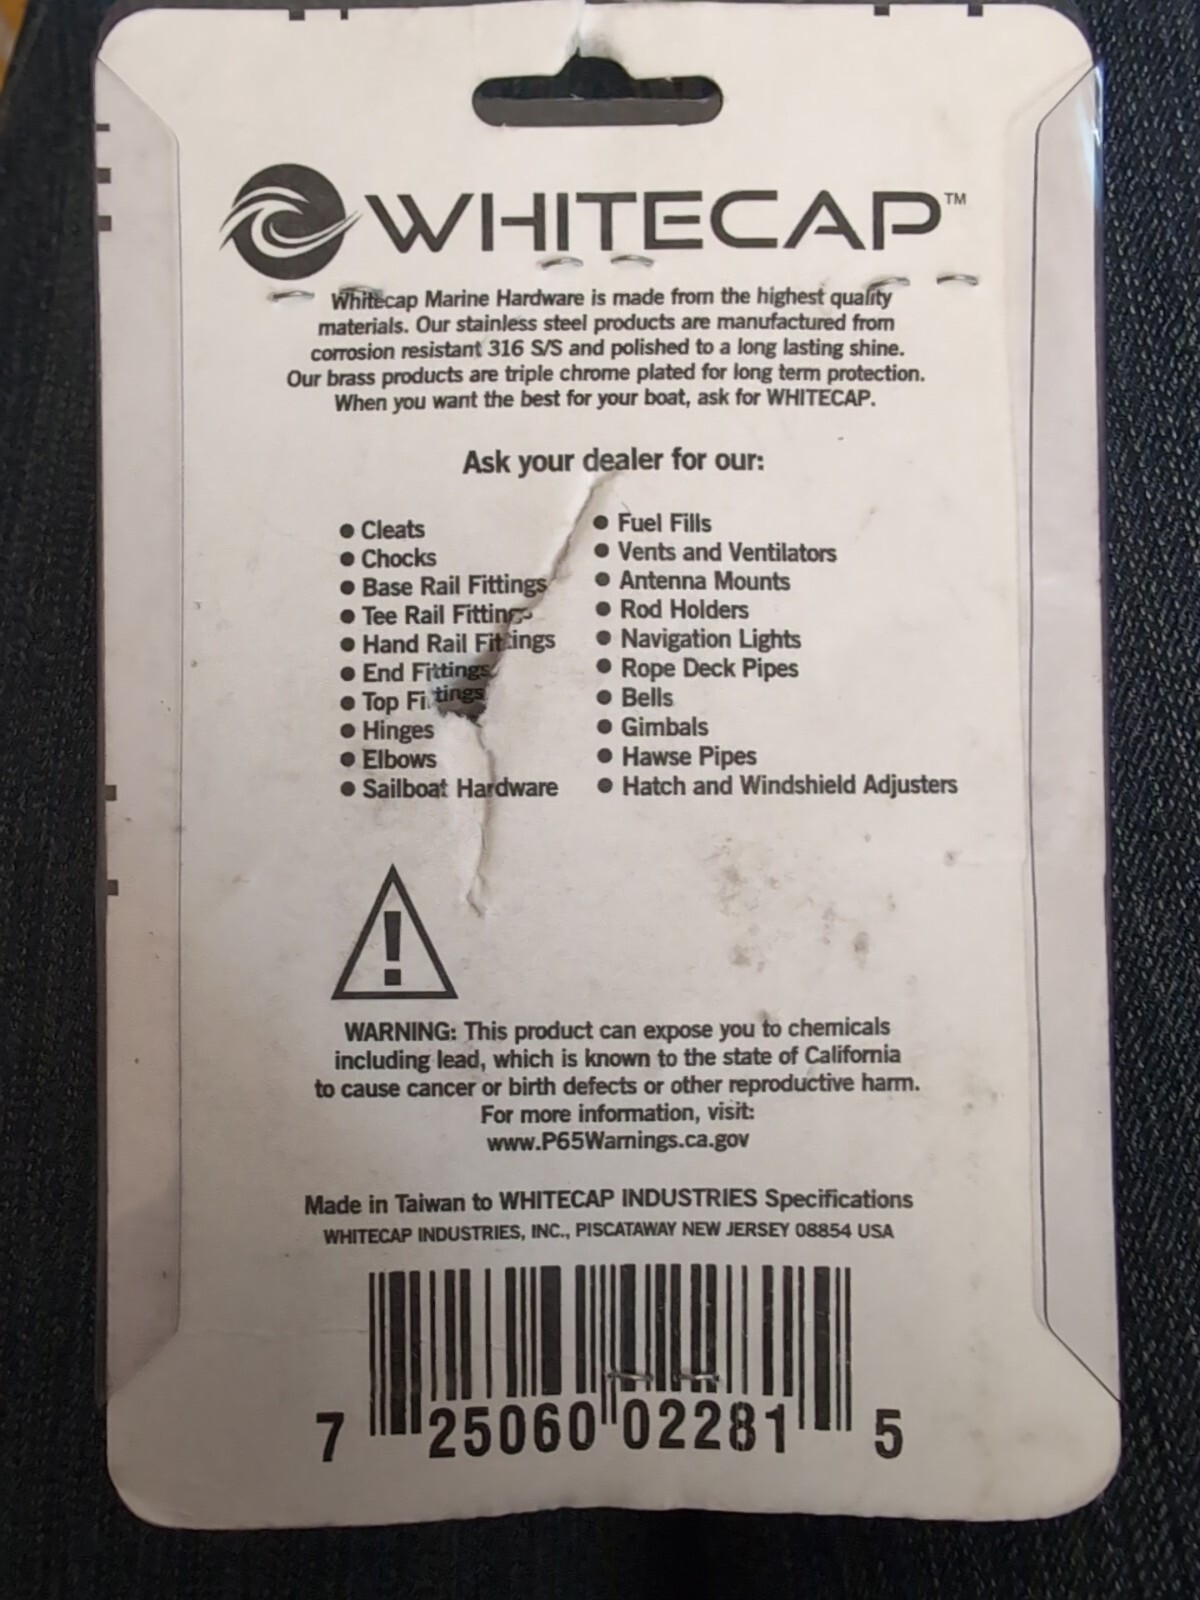 WHITECAP™
Whitecap Marine Hardware is made from the highest quality
materials. Our stainless steel products are manufactured from
corrosion resistant 316 S/S and polished to a long lasting shine.
Our brass products are triple chrome plated for long term protection.
When you want the best for your boat, ask for WHITECAP.
Ask your dealer for our:
● Cleats
● Chocks
● Base Rail Fittings
● Tee Rail Fittings
● Hand Rail Fittings
● End Fittings
● Top Fittings
● Hinges
● Elbows
● Sailboat Hardware
● Fuel Fills
● Vents and Ventilators
● Antenna Mounts
● Rod Holders
● Navigation Lights
● Rope Deck Pipes
● Bells
● Gimbals
● Hawse Pipes
● Hatch and Windshield Adjusters
!
WARNING: This product can expose you to chemicals
including lead, which is known to the state of California
to cause cancer or birth defects or other reproductive harm.
For more information, visit:
www.P65Warnings.ca.gov
Made in Taiwan to WHITECAP INDUSTRIES Specifications
WHITECAP INDUSTRIES, INC., PISCATAWAY NEW JERSEY 08854 USA
7 25060 02281 5